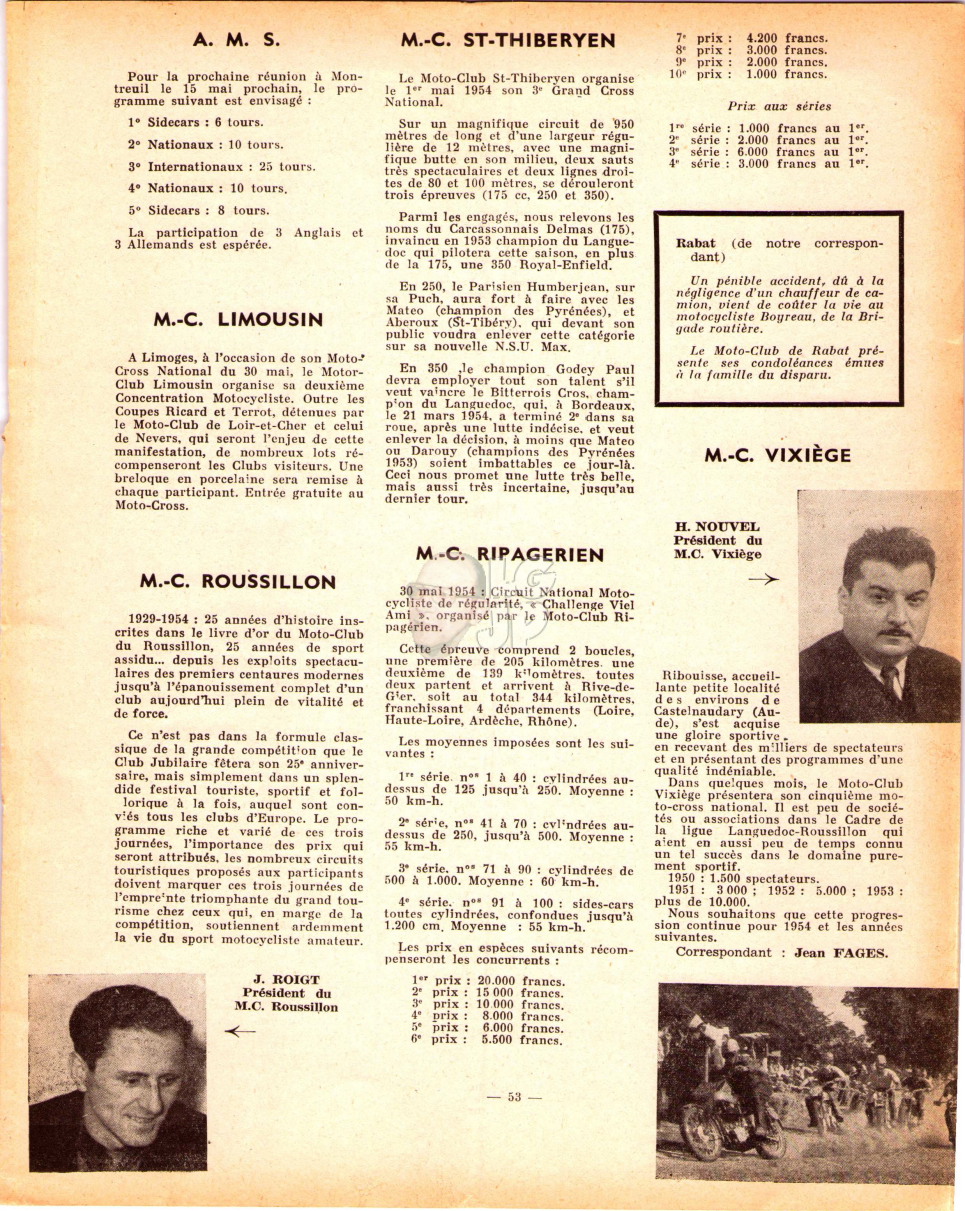 A. M. S.
Pour la prochaine réunion à Mon-
treuil le 15 mai prochain, le pro-
gramme suivant est envisagé :
1° Sidecars : 6 tours.
2° Nationaux : 10 tours.
3° Internationaux : 25 tours.
4° Nationaux : 10 tours.
5° Sidecars : 8 tours.
La participation de 3 Anglais et
3 Allemands est espérée.
M.-C. LIMOUSIN
A Limoges, à l'occasion de son Moto-
Cross National du 30 mai, le Motor-
Club Limousin organise sa deuxième
Concentration Motocycliste. Outre les
Coupes Ricard et Terrot, détenues par
le Moto-Club de Loir-et-Cher et celui
de Nevers, qui seront l'enjeu de cette
manifestation, de nombreux lots ré-
compenseront les Clubs visiteurs. Une
breloque en porcelaine sera remise à
chaque participant. Entrée gratuite au
Moto-Cross.
M.-C. ROUSSILLON
1929-1954 : 25 années d'histoire ins-
crites dans le livre d'or du Moto-Club
du Roussillon, 25 années de sport
assidu... depuis les exploits spectacu-
laires des premiers centaures modernes
jusqu'à l'épanouissement complet d'un
club aujourd'hui plein de vitalité et
de force.
Ce n'est pas dans la formule clas-
sique de la grande compétition que le
Club Jubilaire fêtera son 25e anniver-
saire, mais simplement dans un splen-
dide festival touriste, sportif et fol-
lorique à la fois, auquel sont con-
viés tous les clubs d'Europe. Le pro-
gramme riche et varié de ces trois
journées, l'importance des prix qui
seront attribués, les nombreux circuits
touristiques proposés aux participants
doivent marquer ces trois journées de
l'empreinte triomphante du grand tou-
risme chez ceux qui, en marge de la
compétition, soutiennent ardemment
la vie du sport motocycliste amateur.
J. ROIGT
Président du
M.C. Roussillon
M.-C. ST-THIBERYEN
Le Moto-Club St-Thiberyen organise
le 1er mai 1954 son 3e Grand Cross
National.
Sur un magnifique circuit de 950
mètres de long et d'une largeur régu-
lière de 12 mètres, avec une magni-
fique butte en son milieu, deux sauts
très spectaculaires et deux lignes droi-
tes de 80 et 100 mètres, se dérouleront
trois épreuves (175 cc, 250 et 350).
Parmi les engagés, nous relevons les
noms du Carcassonnais Delmas (175),
invaincu en 1953 champion du Langue-
doc qui pilotera cette saison, en plus
de la 175, une 350 Royal-Enfield.
En 250, le Parisien Humberjean, sur
sa Puch, aura fort à faire avec les
Mateo (champion des Pyrénées), et
Aberoux (St-Tibéry), qui devant son
public voudra enlever cette catégorie
sur sa nouvelle N.S.U. Max.
En 350 ,le champion Godey Paul
devra employer tout son talent s'il
veut vaincre le Bitterrois Cros, cham-
pion du Languedoc, qui, à Bordeaux,
le 21 mars 1954, a terminé 2e dans sa
roue, après une lutte indécise, et veut
enlever la décision, à moins que Mateo
ou Darouy (champions des Pyrénées
1953) soient imbattables ce jour-là.
Ceci nous promet une lutte très belle,
mais aussi très incertaine, jusqu'au
dernier tour.
M.-C. RIPAGERIEN
30 mai 1954 : Circuit National Moto-
cycliste de régularité, « Challenge Viel
Ami », organisé par le Moto-Club Ri-
pagérien.
Cette épreuve comprend 2 boucles,
une première de 205 kilomètres, une
deuxième de 139 kilomètres, toutes
deux partent et arrivent à Rive-de-
Gier, soit au total 344 kilomètres,
franchissant 4 départements (Loire,
Haute-Loire, Ardèche, Rhône).
Les moyennes imposées sont les sui-
vantes :
1re série. nos 1 à 40 : cylindrées au-
dessus de 125 jusqu'à 250. Moyenne :
50 km-h.
2e série, nos 41 à 70 : cylindrées au-
dessus de 250, jusqu'à 500. Moyenne :
55 km-h.
3e série. nos 71 à 90 : cylindrées de
500 à 1.000. Moyenne : 60 km-h.
4e série. nos 91 à 100 : sides-cars
toutes cylindrées, confondues jusqu'à
1.200 cm. Moyenne : 55 km-h.
Les prix en espèces suivants récom-
penseront les concurrents :
1er prix : 20.000 francs.
2e prix : 15 000 francs.
3e prix : 10.000 francs.
4e prix : 8.000 francs.
5e prix : 6.000 francs.
6e prix : 5.500 francs.
7e prix : 4.200 francs.
8e prix : 3.000 francs.
9e prix : 2.000 francs.
10e prix : 1.000 francs.
Prix aux séries
1re série : 1.000 francs au 1er.
2e série : 2.000 francs au 1er.
3e série : 6.000 francs au 1er.
4e série : 3.000 francs au 1er.
Rabat (de notre correspon-
dant)
Un pénible accident, dû à la
négligence d'un chauffeur de ca-
mion, vient de coûter la vie au
motocycliste Boyreau, de la Bri-
gade routière.
Le Moto-Club de Rabat pré-
sente ses condoléances émues
à la famille du disparu.
M.-C. VIXIÈGE
H. NOUVEL
Président du
M.C. Vixiège
Ribouisse, accueil-
lante petite localité
des environs de
Castelnaudary (Au-
de), s'est acquise
une gloire sportive
en recevant des milliers de spectateurs
et en présentant des programmes d'une
qualité indéniable.
Dans quelques mois, le Moto-Club
Vixiège présentera son cinquième mo-
to-cross national. Il est peu de socié-
tés ou associations dans le Cadre de
la ligue Languedoc-Roussillon qui
aient en aussi peu de temps connu
un tel succès dans le domaine pure-
ment sportif.
1950 : 1.500 spectateurs.
1951 : 3 000 ; 1952 : 5.000 ; 1953 :
plus de 10.000.
Nous souhaitons que cette progres-
sion continue pour 1954 et les années
suivantes.
Correspondant : Jean FAGES.
— 53 —